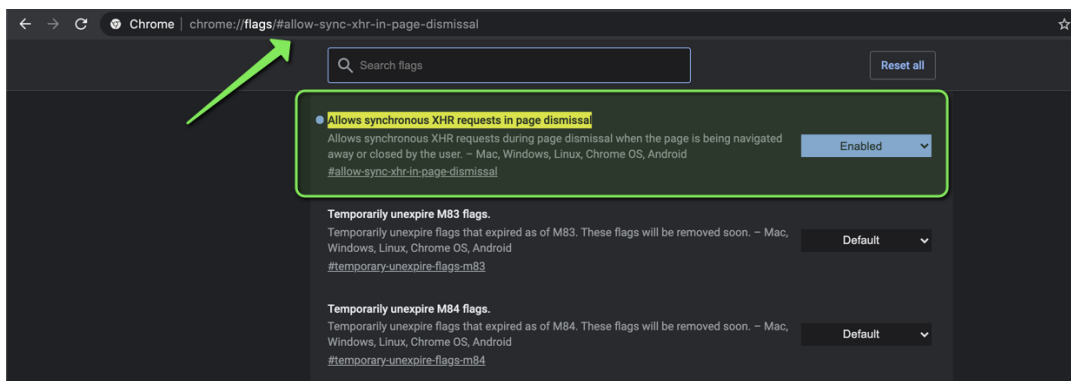 Chrome | chrome://flags/#allow-sync-xhr-in-page-dismissal
Search flags
Reset all
Allows synchronous XHR requests in page dismissal
Allows synchronous XHR requests during page dismissal when the page is being navigated
away or closed by the user. – Mac, Windows, Linux, Chrome OS, Android
#allow-sync-xhr-in-page-dismissal
Enabled
Temporarily unexpire M83 flags.
Temporarily unexpire flags that expired as of M83. These flags will be removed soon. – Mac,
Windows, Linux, Chrome OS, Android
#temporary-unexpire-flags-m83
Default
Temporarily unexpire M84 flags.
Temporarily unexpire flags that expired as of M84. These flags will be removed soon. – Mac,
Windows, Linux, Chrome OS, Android
#temporary-unexpire-flags-m84
Default